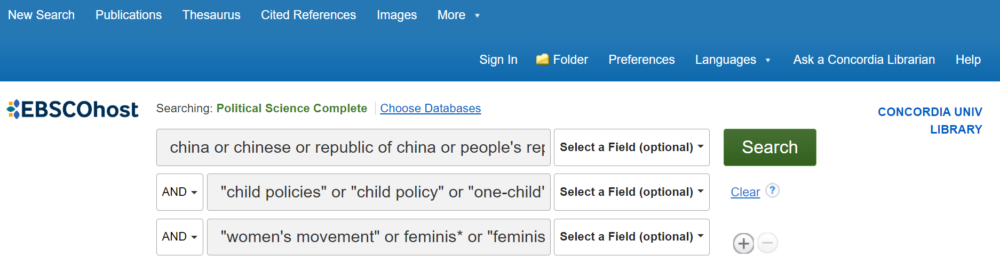 New Search Publications Thesaurus Cited References Images More
Sign In Folder Preferences Languages Ask a Concordia Librarian Help
EBSCOhost Searching: Political Science Complete Choose Databases
CONCORDIA UNIV
LIBRARY
china or chinese or republic of china or people's rep Select a Field (optional) Search
AND "child policies" or "child policy" or "one-child" Select a Field (optional) Clear ?
AND "women's movement" or feminis* or "feminis Select a Field (optional)